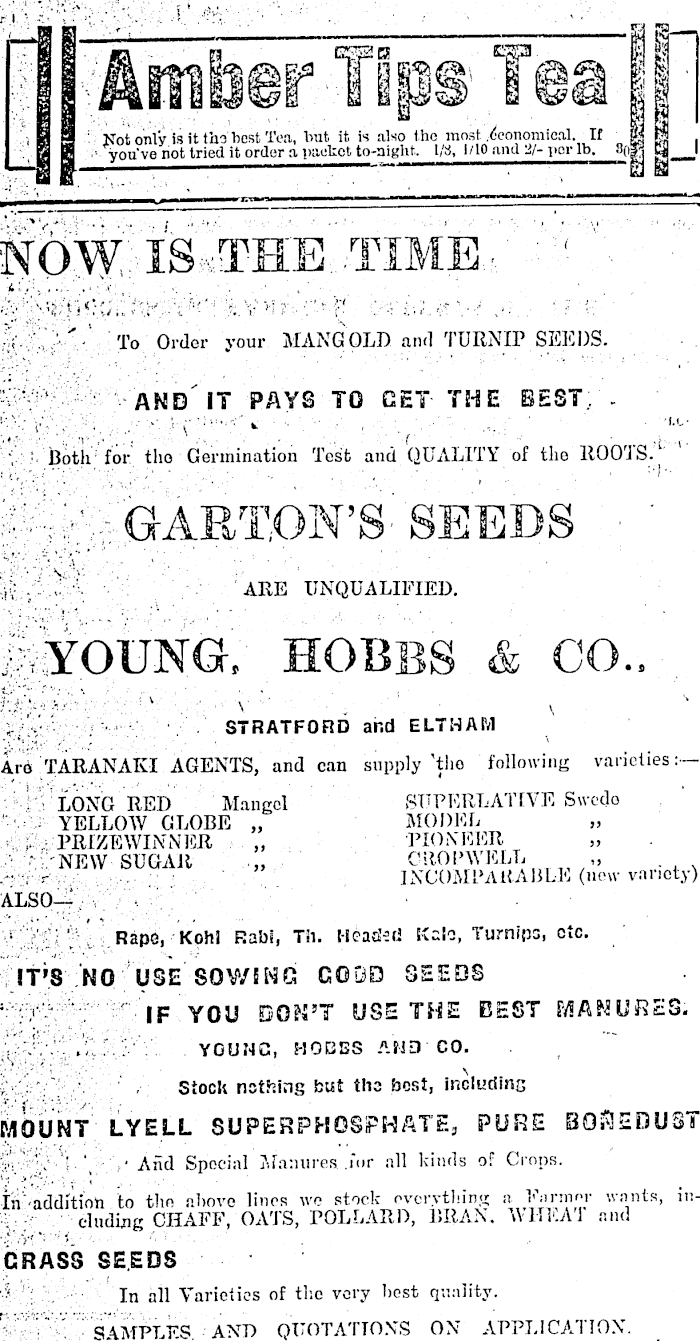 Amber Tips Tea
Not only is it the best Tea, but it is also the most economical. If
you've not tried it order a packet to-night. 1/8, 1/10 and 2/- per lb.
NOW IS THE TIME
To Order your MANGOLD and TURNIP SEEDS.
AND IT PAYS TO GET THE BEST,
Both for the Germination Test and QUALITY of the ROOTS.
GARTON'S SEEDS
ARE UNQUALIFIED.
YOUNG, HOBBS & CO.,
STRATFORD and ELTHAM
Are TARANAKI AGENTS, and can supply the following varieties:—
LONG RED Mangel SUPERLATIVE Swede
YELLOW GLOBE ,, MODEL ,,
PRIZEWINNER ,, PIONEER ,,
NEW SUGAR ,, CROPWELL ,,
INCOMPARABLE (new variety)
ALSO—
Rape, Kohl Rabi, Th. Headed Kale, Turnips, etc.
IT'S NO USE SOWING GOOD SEEDS
IF YOU DON'T USE THE BEST MANURES.
YOUNG, HOBBS AND CO.
Stock nothing but the best, including
MOUNT LYELL SUPERPHOSPHATE, PURE BONEDUST
And Special Manures for all kinds of Crops.
In addition to the above lines we stock everything a Farmer wants, in-
cluding CHAFF, OATS, POLLARD, BRAN. WHEAT and
GRASS SEEDS
In all Varieties of the very best quality.
SAMPLES AND QUOTATIONS ON APPLICATION.